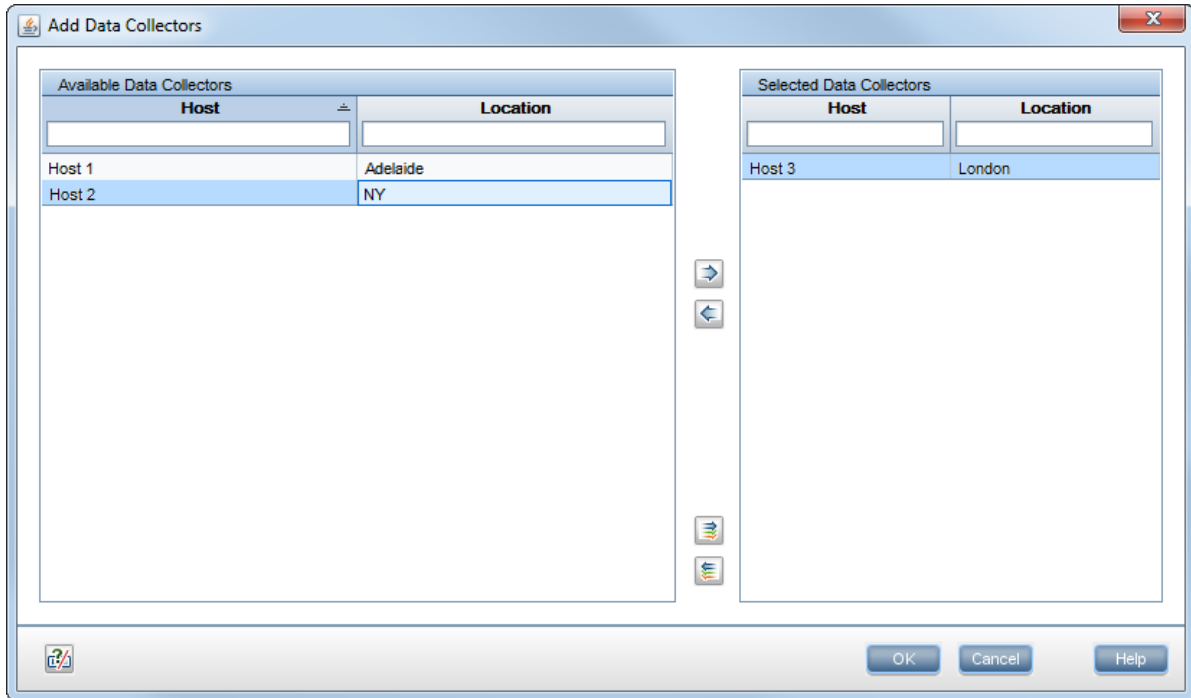 Add Data Collectors
Available Data Collectors
Host Location
Host 1 Adelaide
Host 2 NY
Selected Data Collectors
Host Location
Host 3 London
OK Cancel Help